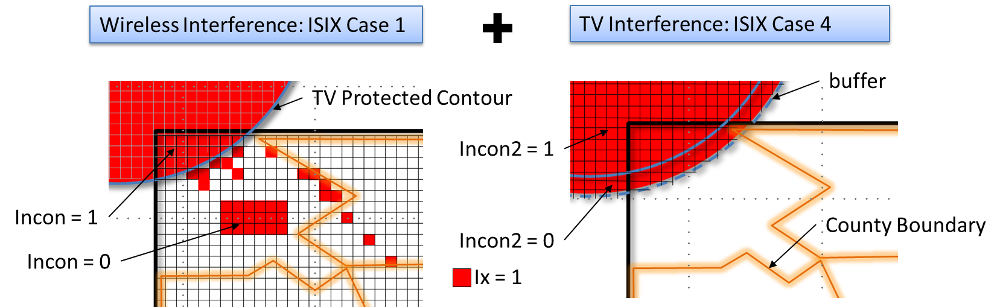 Wireless Interference: ISIX Case 1
+
TV Interference: ISIX Case 4
TV Protected Contour
buffer
Incon2 = 1
Incon = 1
Incon2 = 0
County Boundary
Incon = 0
Ix = 1